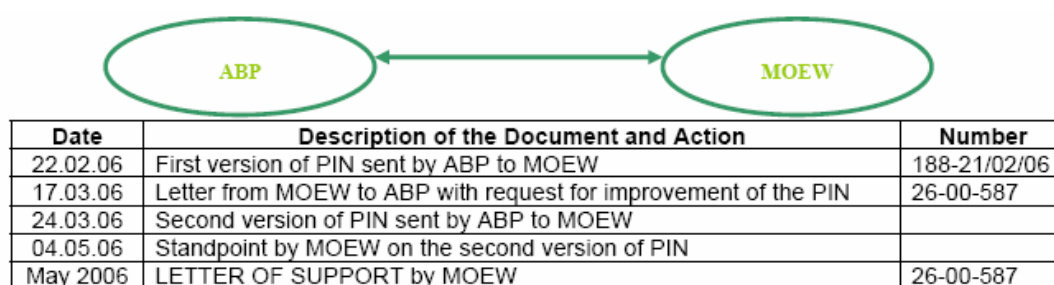 ABP MOEW
Date Description of the Document and Action Number
22.02.06 First version of PIN sent by ABP to MOEW 188-21/02/06
17.03.06 Letter from MOEW to ABP with request for improvement of the PIN 26-00-587
24.03.06 Second version of PIN sent by ABP to MOEW
04.05.06 Standpoint by MOEW on the second version of PIN
May 2006 LETTER OF SUPPORT by MOEW 26-00-587